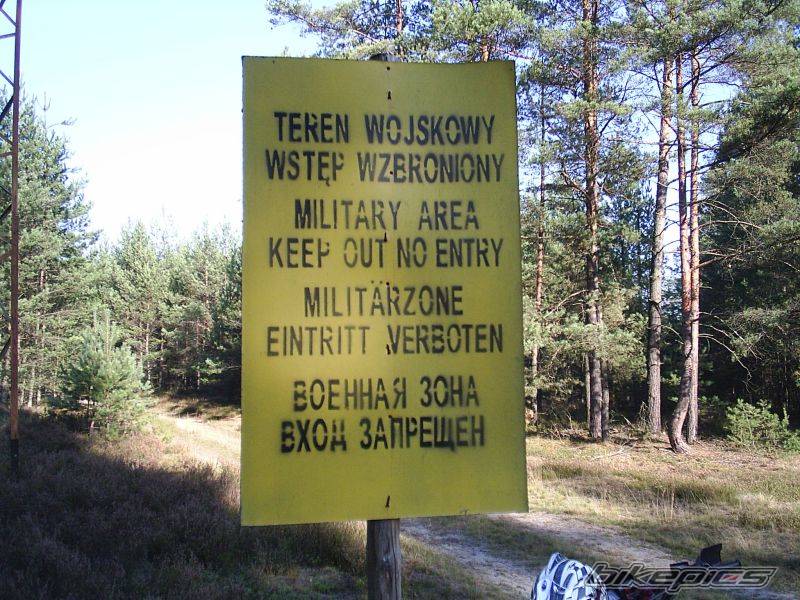 TEREN WOJSKOWY
WSTĘP WZBRONIONY
MILITARY AREA
KEEP OUT NO ENTRY
MILITÄRZONE
EINTRITT VERBOTEN
ВОЕННАЯ ЗОНА
ВХОД ЗАПРЕЩЕН
bikepics